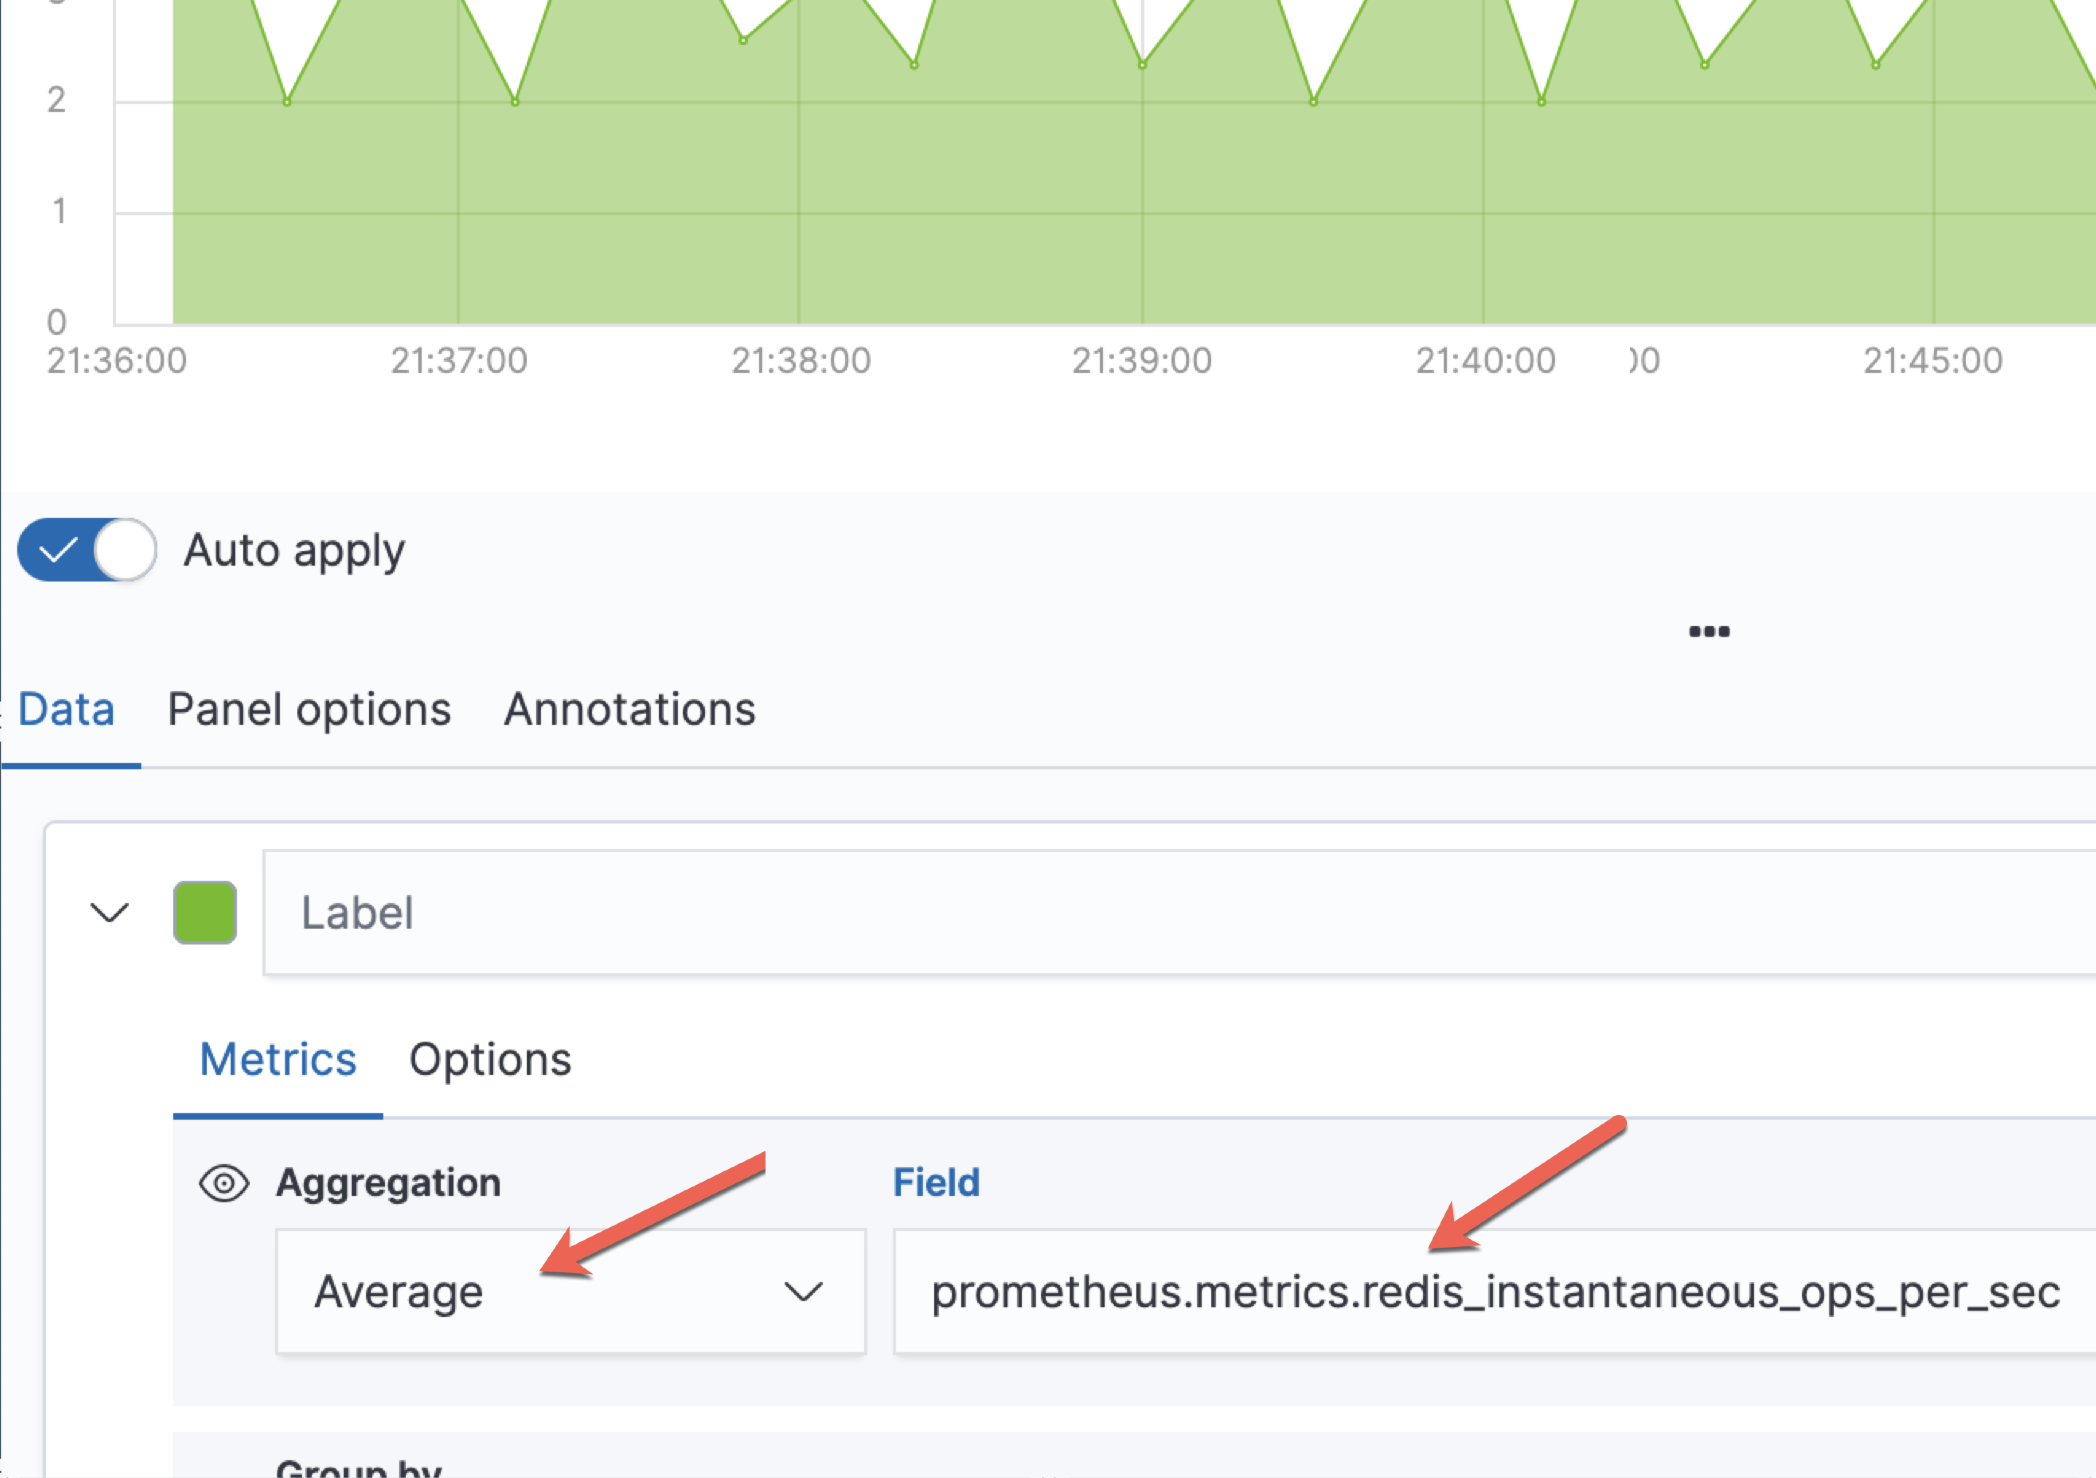 2
1
0
21:36:00 21:37:00 21:38:00 21:39:00 21:40:00 00 21:45:00
Auto apply
Data Panel options Annotations
Label
Metrics Options
Aggregation Field
Average prometheus.metrics.redis_instantaneous_ops_per_sec
Group by